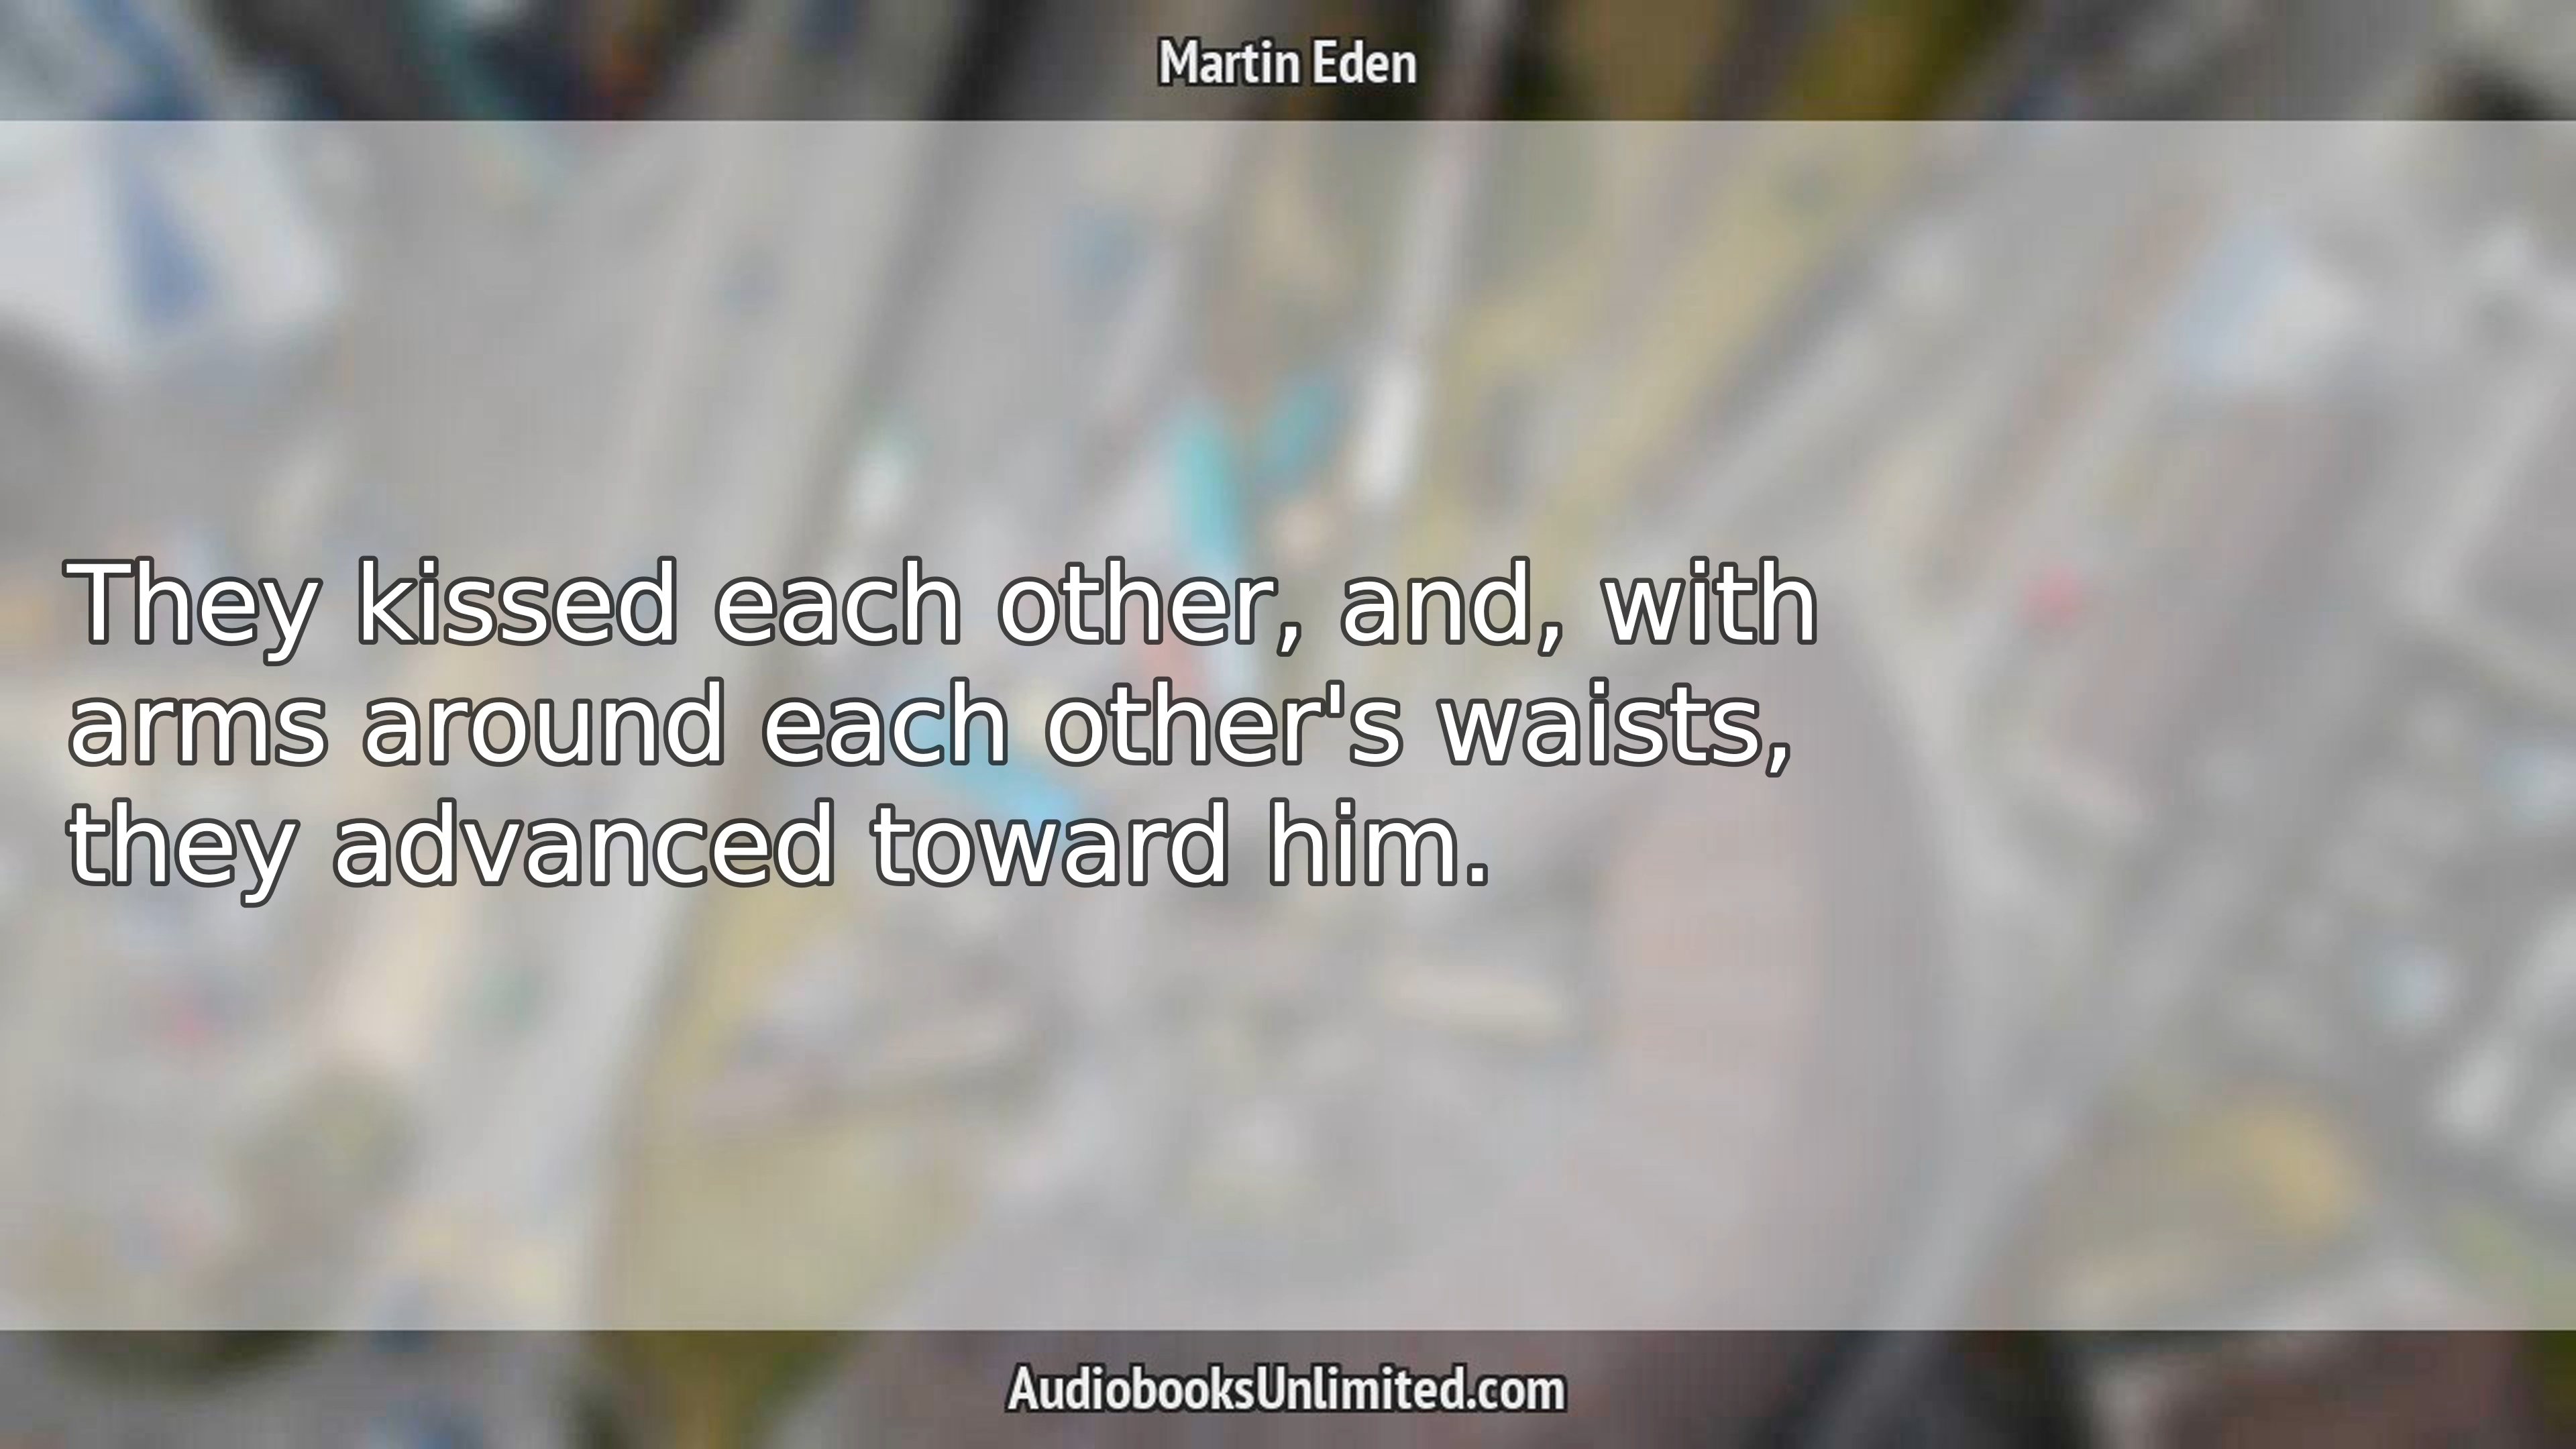 Martin Eden
They kissed each other, and, with
arms around each other's waists,
they advanced toward him.
AudiobooksUnlimited.com